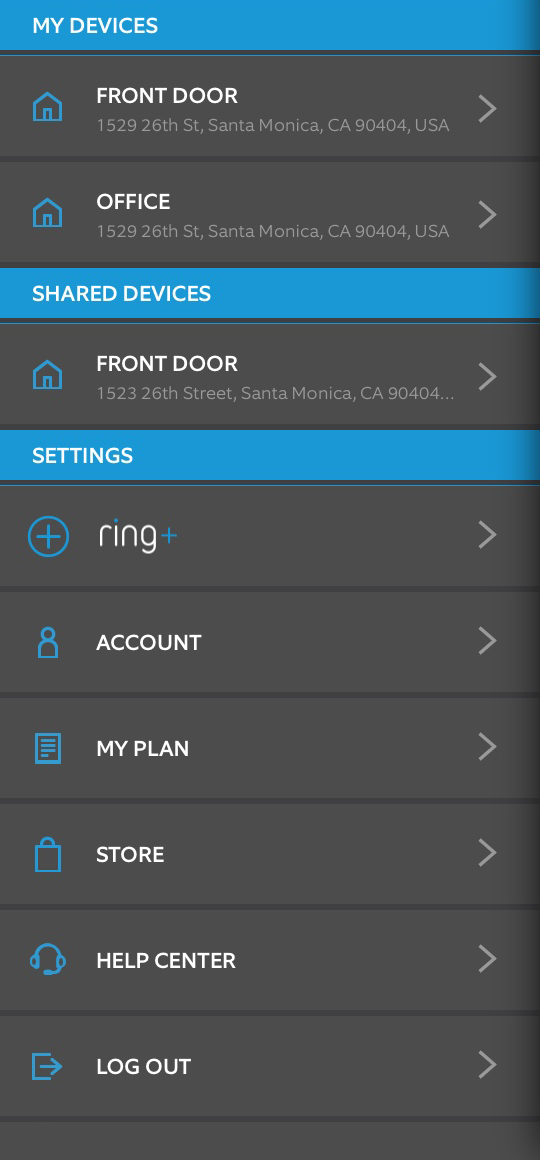 MY DEVICES
FRONT DOOR
1529 26th St, Santa Monica, CA 90404, USA
OFFICE
1529 26th St, Santa Monica, CA 90404, USA
SHARED DEVICES
FRONT DOOR
1523 26th Street, Santa Monica, CA 90404...
SETTINGS
ring+
ACCOUNT
MY PLAN
STORE
HELP CENTER
LOG OUT